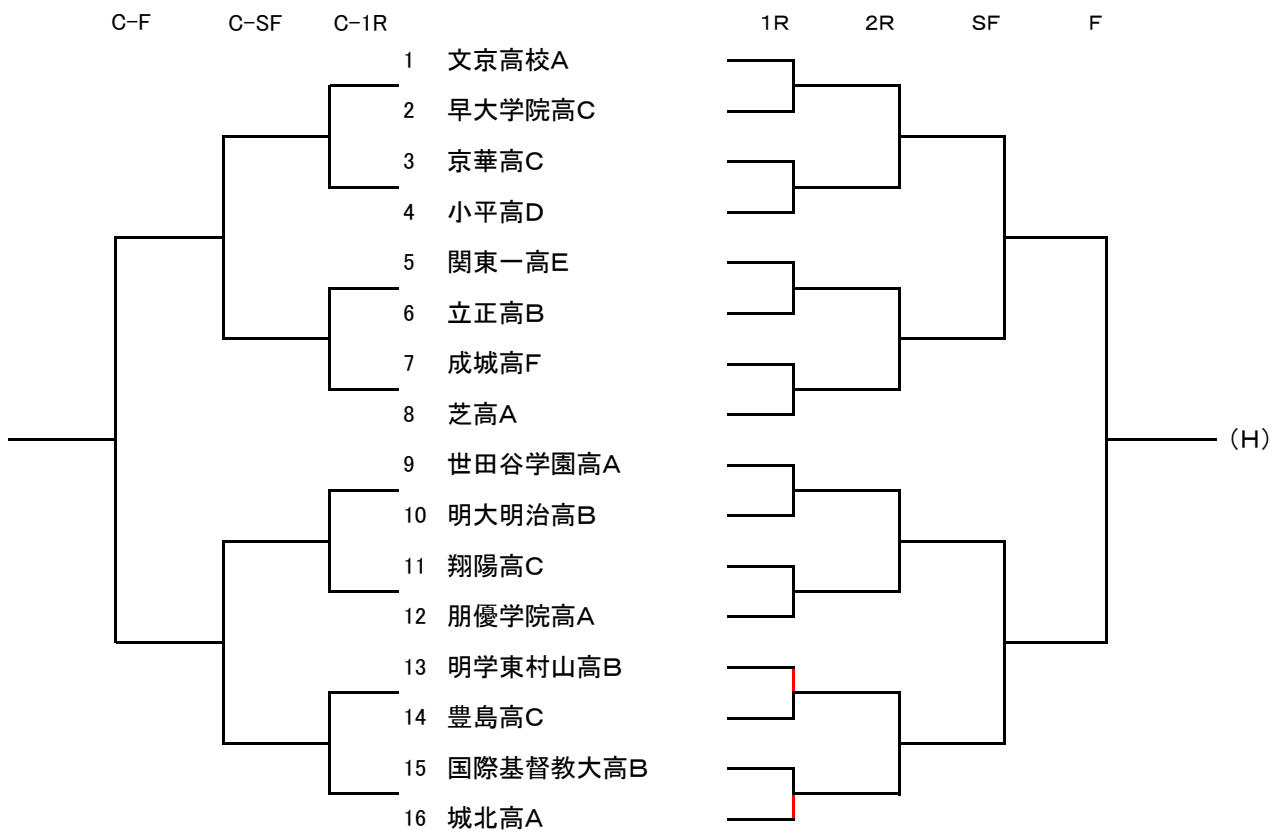 C-F C-SF C-1R 1R 2R SF F
1 文京高校A
2 早大学院高C
3 京華高C
4 小平高D
5 関東一高E
6 立正高B
7 成城高F
8 芝高A
(H)
9 世田谷学園高A
10 明大明治高B
11 翔陽高C
12 朋優学院高A
13 明学東村山高B
14 豊島高C
15 国際基督教大高B
16 城北高A